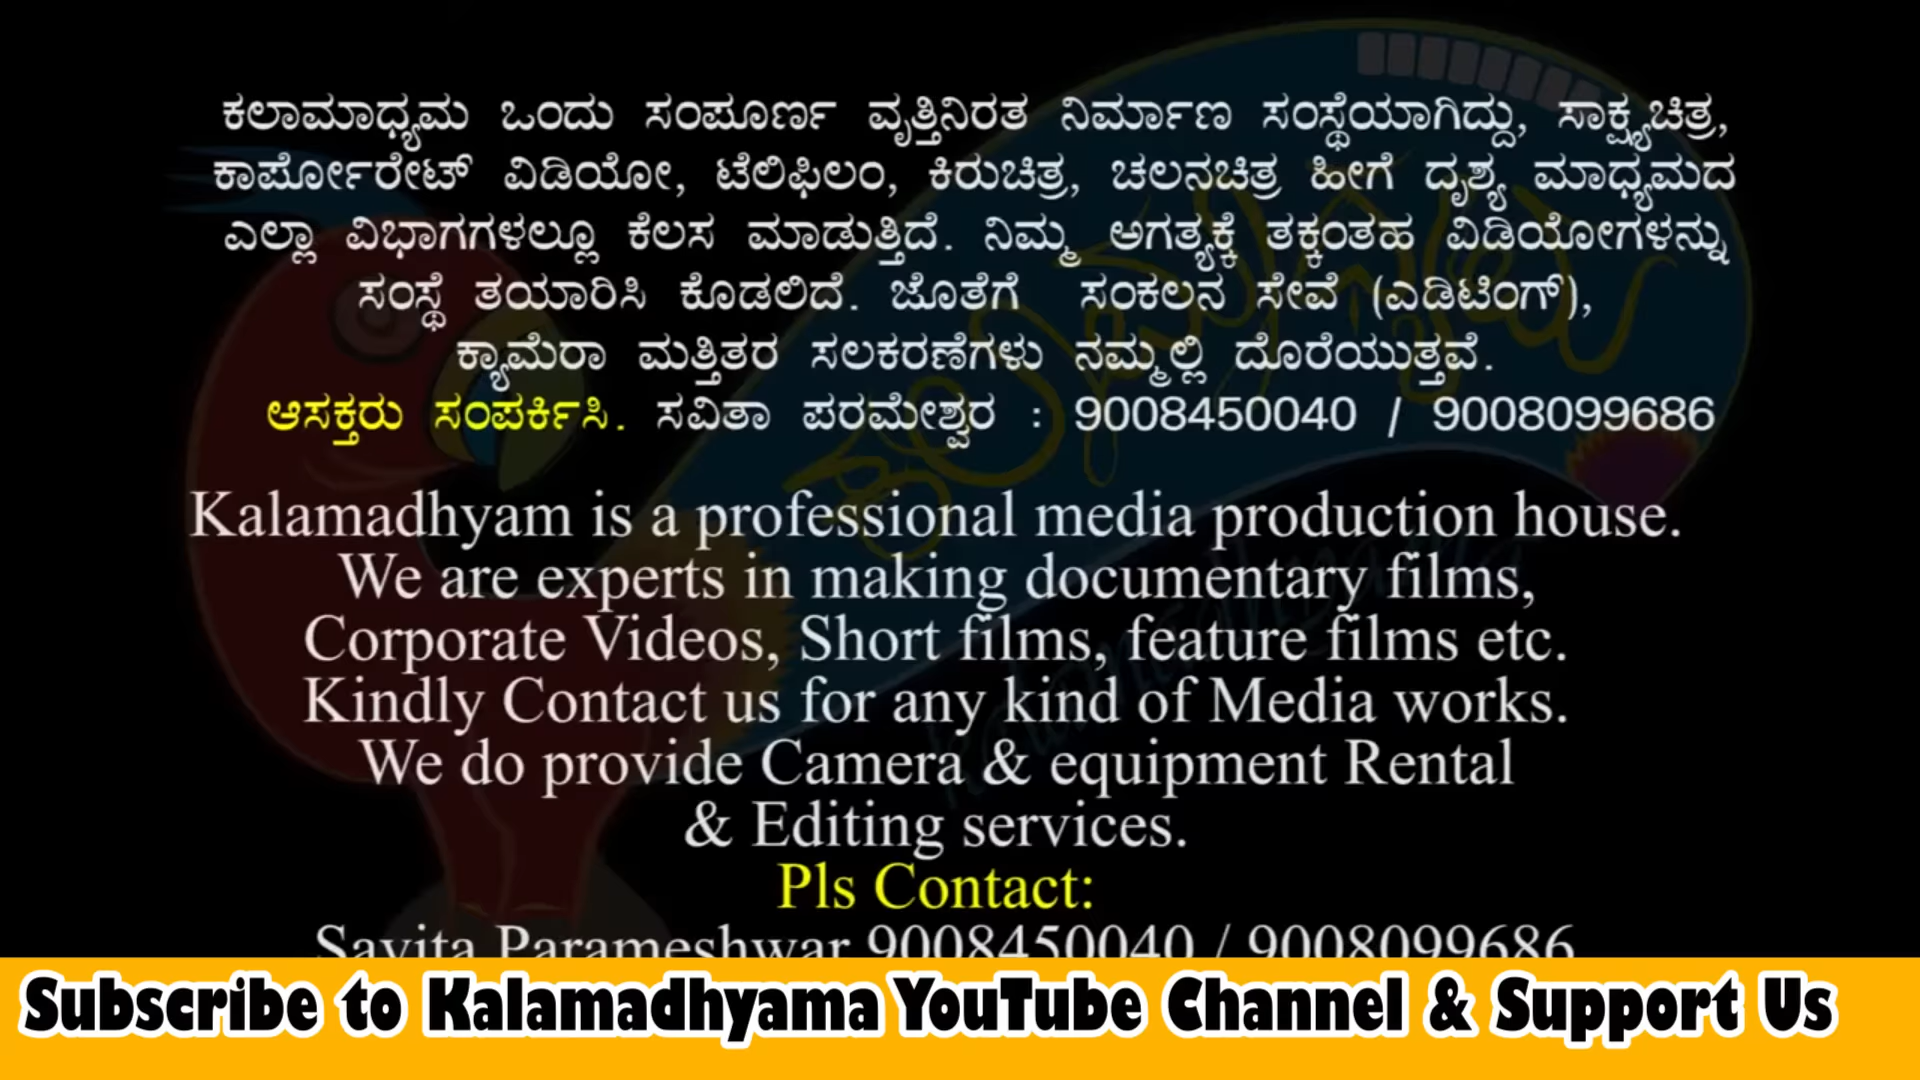 ಕಲಾಮಾಧ್ಯಮ ಒಂದು ಸಂಪೂರ್ಣ ವೃತ್ತಿನಿರತ ನಿರ್ಮಾಣ ಸಂಸ್ಥೆಯಾಗಿದ್ದು, ಸಾಕ್ಷ್ಯಚಿತ್ರ,
ಕಾರ್ಪೋರೇಟ್ ವಿಡಿಯೋ, ಟೆಲಿಫಿಲಂ, ಕಿರುಚಿತ್ರ, ಚಲನಚಿತ್ರ ಹೀಗೆ ದೃಶ್ಯ ಮಾಧ್ಯಮದ
ಎಲ್ಲಾ ವಿಭಾಗಗಳಲ್ಲೂ ಕೆಲಸ ಮಾಡುತ್ತಿದೆ. ನಿಮ್ಮ ಅಗತ್ಯಕ್ಕೆ ತಕ್ಕಂತಹ ವಿಡಿಯೋಗಳನ್ನು
ಸಂಸ್ಥೆ ತಯಾರಿಸಿ ಕೊಡಲಿದೆ. ಜೊತೆಗೆ ಸಂಕಲನ ಸೇವೆ (ಎಡಿಟಿಂಗ್),
ಕ್ಯಾಮೆರಾ ಮತ್ತಿತರ ಸಲಕರಣೆಗಳು ನಮ್ಮಲ್ಲಿ ದೊರೆಯುತ್ತವೆ.
ಆಸಕ್ತರು ಸಂಪರ್ಕಿಸಿ. ಸವಿತಾ ಪರಮೇಶ್ವರ : 9008450040 / 9008099686
Kalamadhyam is a professional media production house.
We are experts in making documentary films,
Corporate Videos, Short films, feature films etc.
Kindly Contact us for any kind of Media works.
We do provide Camera & equipment Rental
& Editing services.
Pls Contact:
Savita Parameshwar 9008450040 / 9008099686
Subscribe to Kalamadhyama YouTube Channel & Support Us